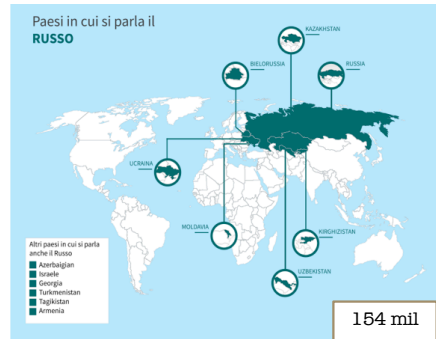 Paesi in cui si parla il
RUSSO
KAZAKHSTAN
BIELORUSSIA
RUSSIA
UCRAINA
MOLDAVIA
KIRGHIZISTAN
UZBEKISTAN
Altri paesi in cui si parla
anche il Russo
Azerbaigian
Israele
Georgia
Turkmenistan
Tagikistan
Armenia
154 mil